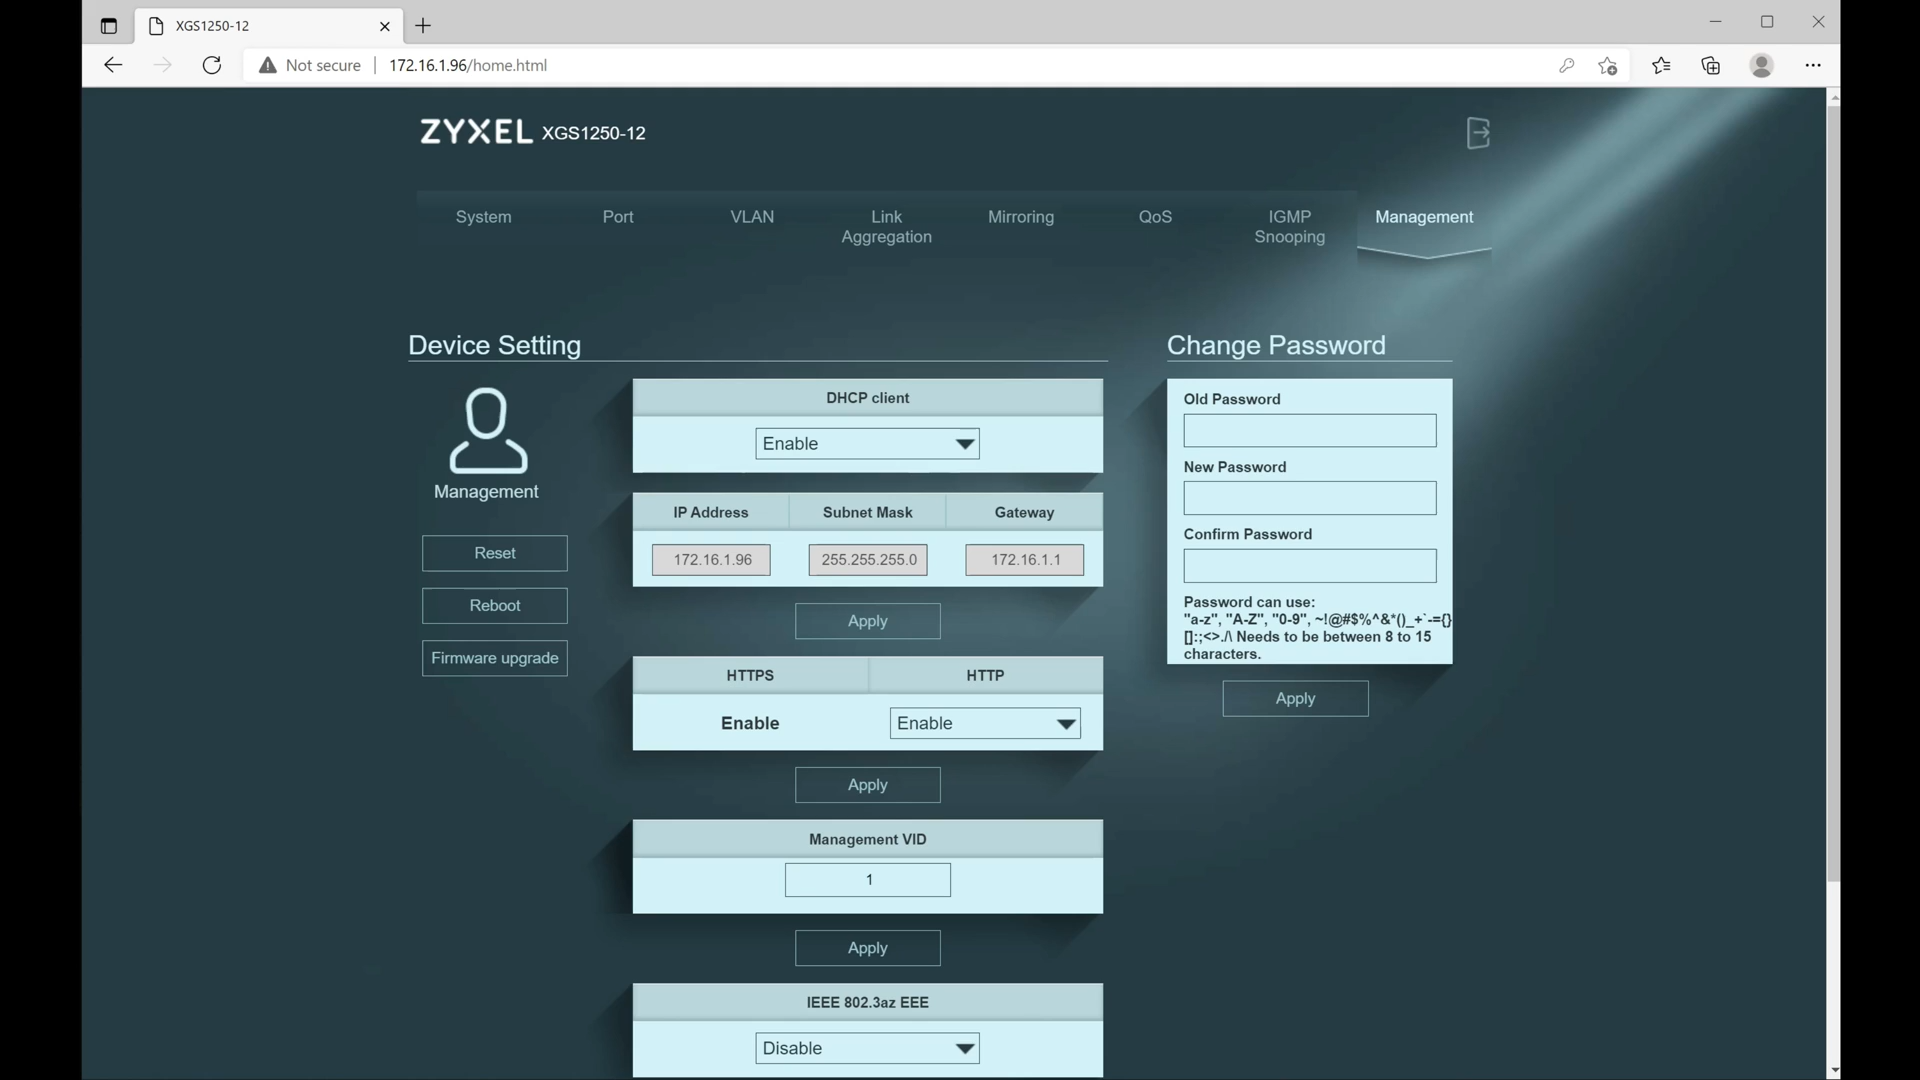 XGS1250-12
Not secure
172.16.1.96/home.html
ZYXEL XGS1250-12
System
Port
VLAN
Link
Aggregation
Mirroring
QoS
IGMP
Snooping
Management
Device Setting
Management
Reset
Reboot
Firmware upgrade
DHCP client
Enable
IP Address
Subnet Mask
Gateway
172.16.1.96
255.255.255.0
172.16.1.1
Apply
HTTPS
HTTP
Enable
Enable
Apply
Management VID
1
Apply
IEEE 802.3az EEE
Disable
Change Password
Old Password
New Password
Confirm Password
Password can use:
"a-z", "A-Z", "0-9", ~!@#$%^&*()_+`-={}
[]:;<>./\ Needs to be between 8 to 15
characters.
Apply